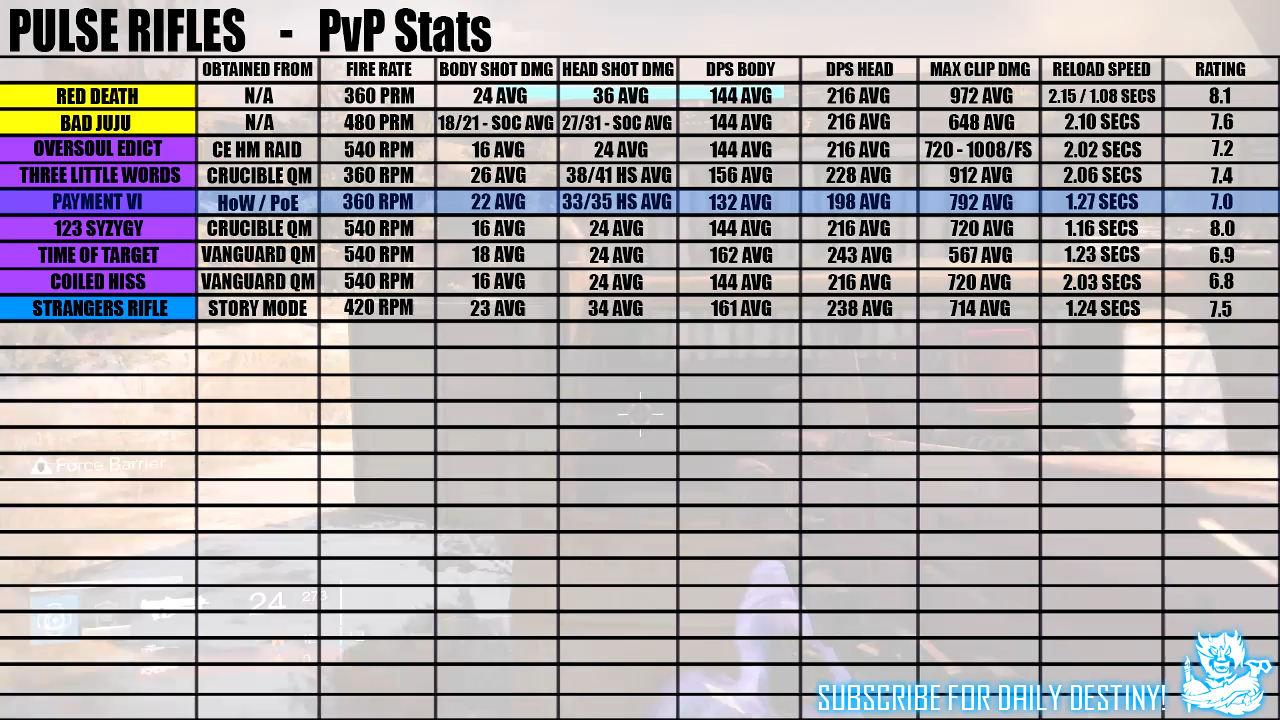 PULSE RIFLES - PvP Stats
OBTAINED FROM FIRE RATE BODY SHOT DMG HEAD SHOT DMG DPS BODY DPS HEAD MAX CLIP DMG RELOAD SPEED RATING
RED DEATH N/A 360 PRM 24 AVG 36 AVG 144 AVG 216 AVG 972 AVG 2.15 / 1.08 SECS 8.1
BAD JUJU N/A 480 PRM 18/21 - SOC AVG 27/31 - SOC AVG 144 AVG 216 AVG 648 AVG 2.10 SECS 7.6
OVERSOUL EDICT CE HM RAID 540 RPM 16 AVG 24 AVG 144 AVG 216 AVG 720 - 1008/FS 2.02 SECS 7.2
THREE LITTLE WORDS CRUCIBLE QM 360 RPM 26 AVG 38/41 HS AVG 156 AVG 228 AVG 912 AVG 2.06 SECS 7.4
PAYMENT VI HoW / PoE 360 RPM 22 AVG 33/35 HS AVG 132 AVG 198 AVG 792 AVG 1.27 SECS 7.0
123 SYZYGY CRUCIBLE QM 540 RPM 16 AVG 24 AVG 144 AVG 216 AVG 720 AVG 1.16 SECS 8.0
TIME OF TARGET VANGUARD QM 540 RPM 18 AVG 24 AVG 162 AVG 243 AVG 567 AVG 1.23 SECS 6.9
COILED HISS VANGUARD QM 540 RPM 16 AVG 24 AVG 144 AVG 216 AVG 720 AVG 2.03 SECS 6.8
STRANGERS RIFLE STORY MODE 420 RPM 23 AVG 34 AVG 161 AVG 238 AVG 714 AVG 1.24 SECS 7.5
Force Barrier
24 273
SUBSCRIBE FOR DAILY DESTINY!